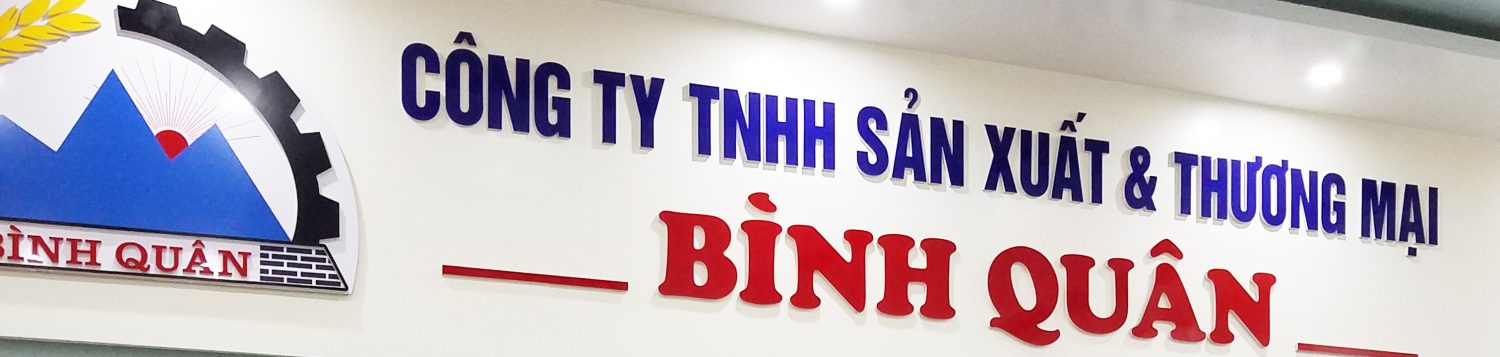 CÔNG TY TNHH SẢN XUẤT & THƯƠNG MẠI
BÌNH QUÂN
BÌNH QUÂN